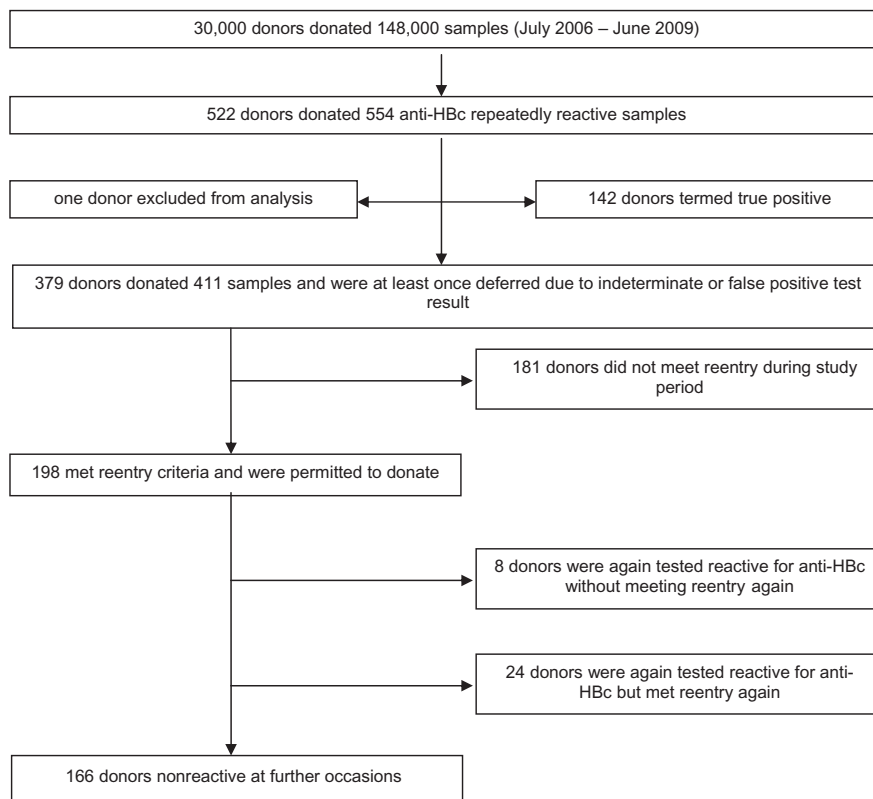 30,000 donors donated 148,000 samples (July 2006 – June 2009)
522 donors donated 554 anti-HBc repeatedly reactive samples
one donor excluded from analysis
142 donors termed true positive
379 donors donated 411 samples and were at least once deferred due to indeterminate or false positive test
result
181 donors did not meet reentry during study
period
198 met reentry criteria and were permitted to donate
8 donors were again tested reactive for anti-HBc
without meeting reentry again
24 donors were again tested reactive for anti-
HBc but met reentry again
166 donors nonreactive at further occasions